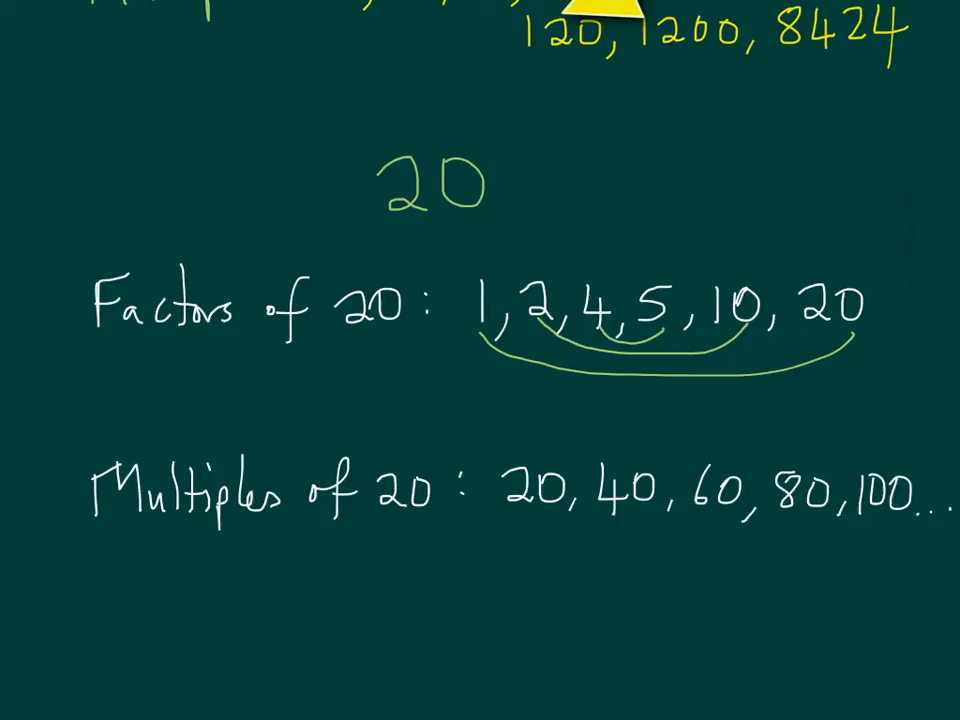 120, 1200, 8424
20
Factors of 20: 1, 2, 4, 5, 10, 20
Multiples of 20: 20, 40, 60, 80, 100...